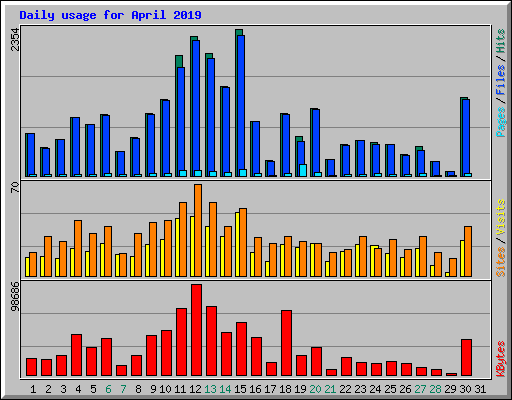 Daily usage for April 2019
2354
Pages / Files / Hits
70
Sites / Visits
98686
KBytes
1 2 3 4 5 6 7 8 9 10 11 12 13 14 15 16 17 18 19 20 21 22 23 24 25 26 27 28 29 30 31